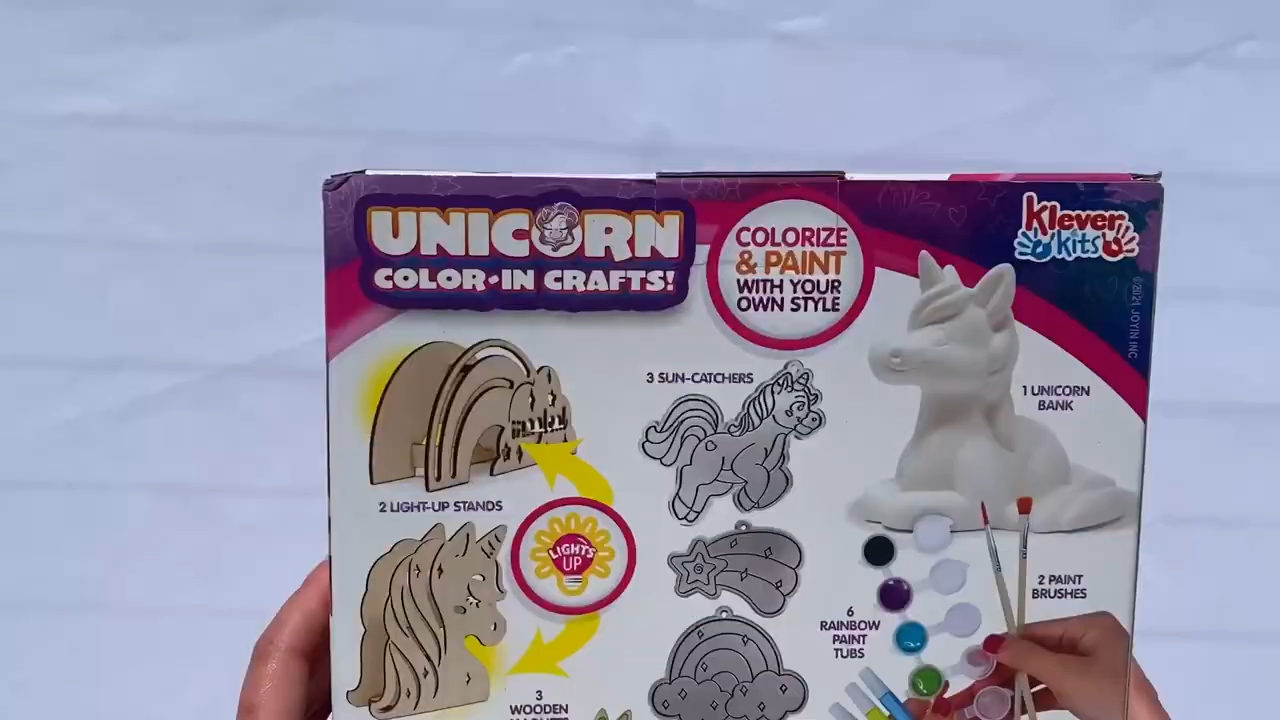 UNICORN
COLOR-IN CRAFTS!
COLORIZE
& PAINT
WITH YOUR
OWN STYLE
Klever
kits
©2021 JOYIN INC
3 SUN-CATCHERS
1 UNICORN
BANK
2 LIGHT-UP STANDS
LIGHTS
UP
2 PAINT
BRUSHES
6
RAINBOW
PAINT
TUBS
3
WOODEN